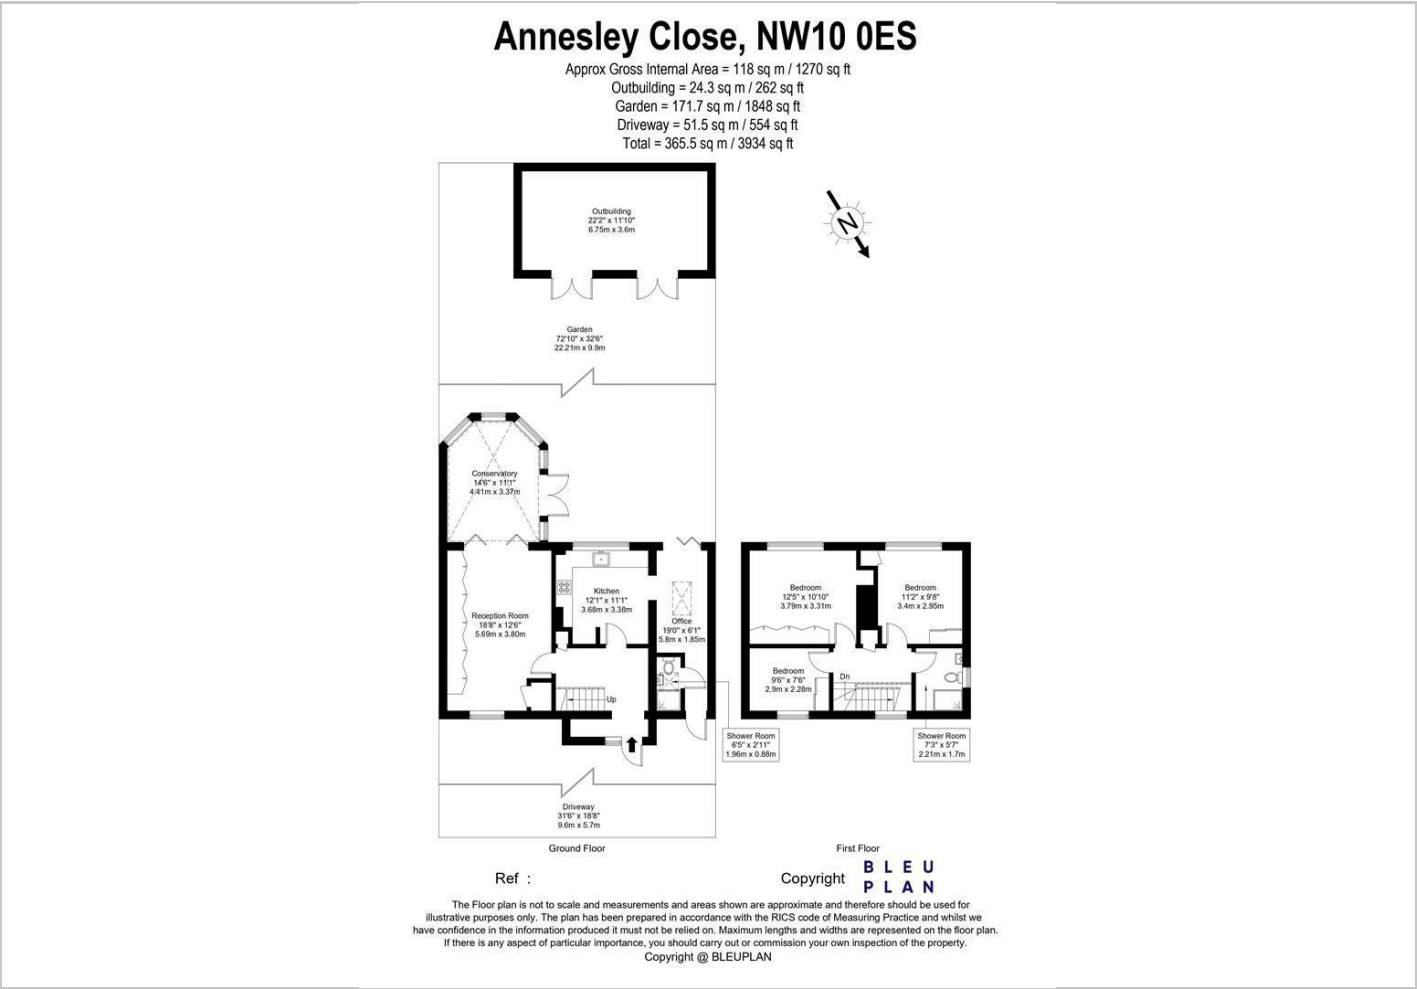 Annesley Close, NW10 0ES
Approx Gross Internal Area = 118 sq m / 1270 sq ft
Outbuilding = 24.3 sq m / 262 sq ft
Garden = 171.7 sq m / 1848 sq ft
Driveway = 51.5 sq m / 554 sq ft
Total = 365.5 sq m / 3934 sq ft
Outbuilding
22'2" x 11'10"
6.75m x 3.6m
N
Garden
72'10" x 32'6"
22.21m x 9.9m
Conservatory
14'6" x 11'1"
4.41m x 3.37m
Kitchen
12'1" x 11'1"
3.68m x 3.38m
Reception Room
18'8" x 12'6"
5.69m x 3.80m
Office
19'0" x 6'1"
5.8m x 1.85m
Up
Bedroom
12'5" x 10'10"
3.79m x 3.31m
Bedroom
11'2" x 9'8"
3.4m x 2.95m
Bedroom
9'6" x 7'6"
2.9m x 2.28m
Dn
Shower Room
6'5" x 2'11"
1.96m x 0.88m
Shower Room
7'3" x 5'7"
2.21m x 1.7m
Driveway
31'6" x 18'8"
9.6m x 5.7m
Ground Floor
First Floor
Ref :
Copyright
BLEU
PLAN
The Floor plan is not to scale and measurements and areas shown are approximate and therefore should be used for
illustrative purposes only. The plan has been prepared in accordance with the RICS code of Measuring Practice and whilst we
have confidence in the information produced it must not be relied on. Maximum lengths and widths are represented on the floor plan.
If there is any aspect of particular importance, you should carry out or commission your own inspection of the property.
Copyright @ BLEUPLAN